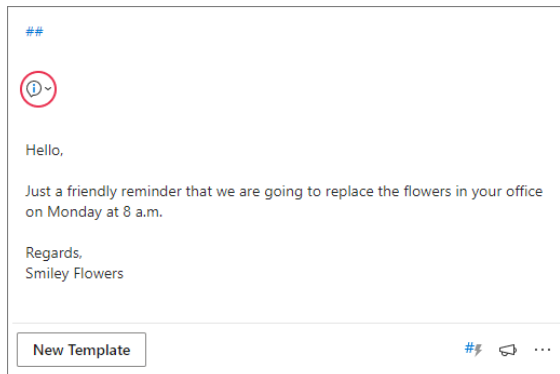 ##
Hello,
Just a friendly reminder that we are going to replace the flowers in your office
on Monday at 8 a.m.
Regards,
Smiley Flowers
New Template
#